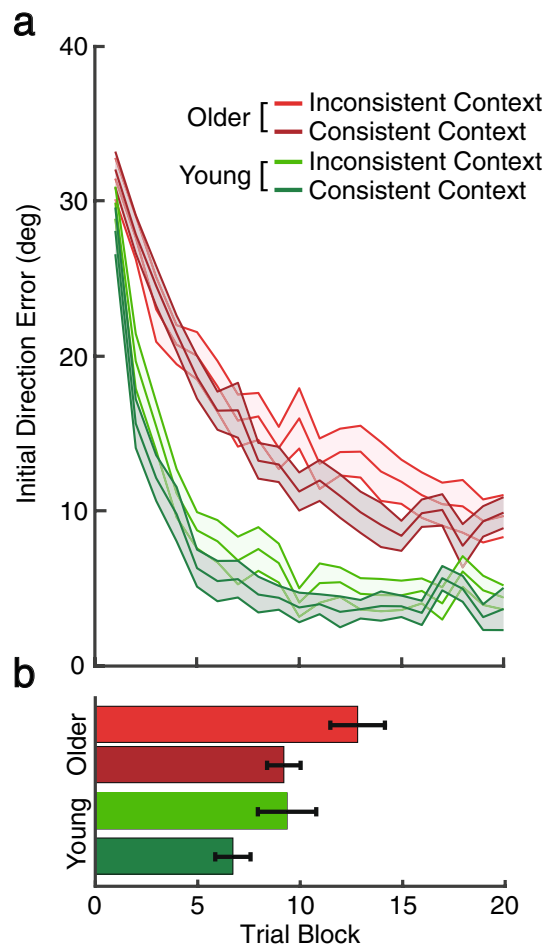 a
40
30
20
10
0
Initial Direction Error (deg)
Older
Inconsistent Context
Consistent Context
Young
Inconsistent Context
Consistent Context
b
Older
Young
0 5 10 15 20
Trial Block